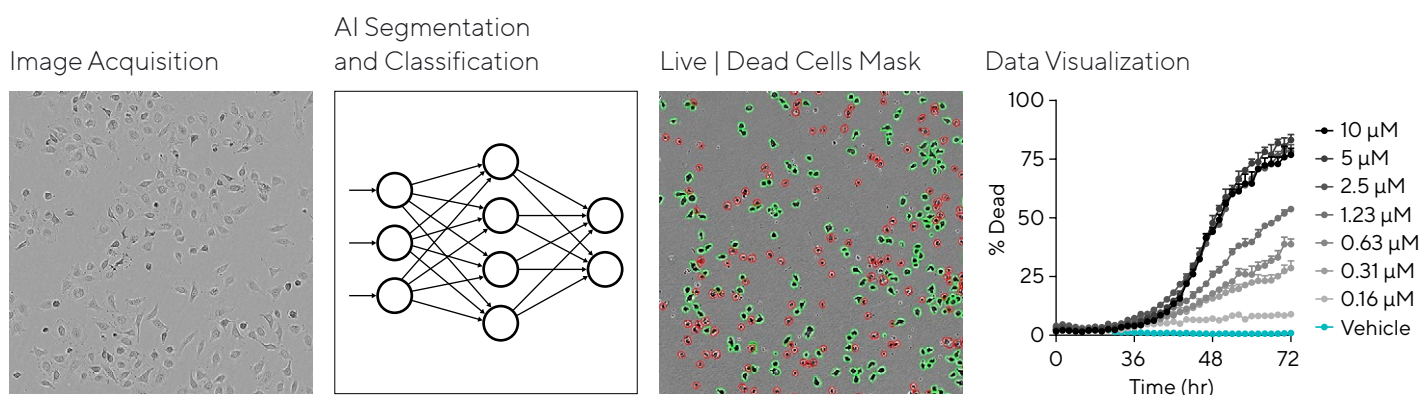 Image Acquisition
AI Segmentation
and Classification
Live | Dead Cells Mask
Data Visualization
% Dead
100
75
50
25
0
0 36 48 72
Time (hr)
10 µM
5 µM
2.5 µM
1.23 µM
0.63 µM
0.31 µM
0.16 µM
Vehicle